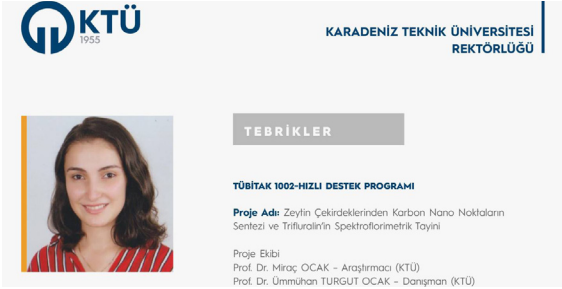 KTÜ
1955
KARADENİZ TEKNİK ÜNİVERSİTESİ
REKTÖRLÜĞÜ
TEBRİKLER
TÜBİTAK 1002-HIZLI DESTEK PROGRAMI
Proje Adı: Zeytin Çekirdeklerinden Karbon Nano Noktaların
Sentezi ve Trifluralin’in Spektroflorimetrik Tayini
Proje Ekibi
Prof. Dr. Miraç OCAK – Araştırmacı (KTÜ)
Prof. Dr. Ümmühan TURGUT OCAK – Danışman (KTÜ)